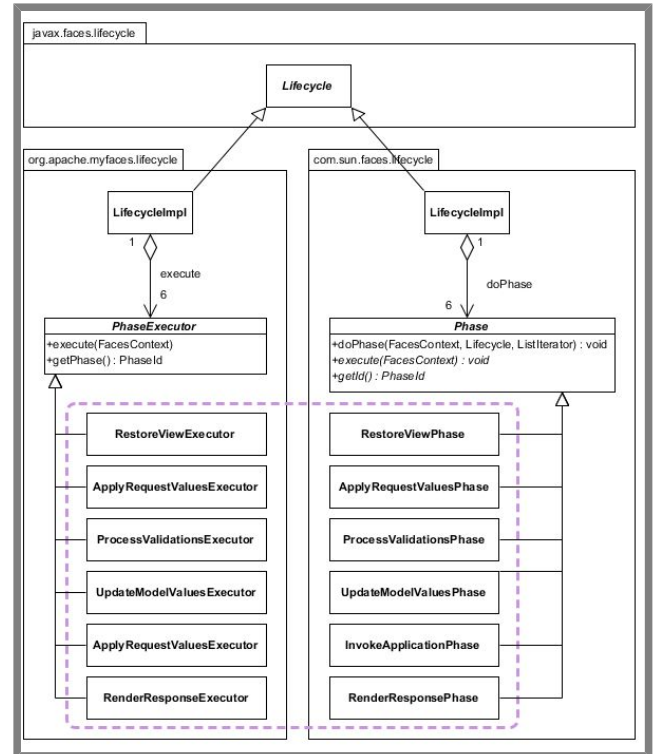 javax.faces.lifecycle
Lifecycle
org.apache.myfaces.lifecycle
LifecycleImpl
1
execute
6
PhaseExecutor
+execute(FacesContext)
+getPhase() : PhaseId
RestoreViewExecutor
ApplyRequestValuesExecutor
ProcessValidationsExecutor
UpdateModelValuesExecutor
ApplyRequestValuesExecutor
RenderResponseExecutor
com.sun.faces.lifecycle
LifecycleImpl
1
doPhase
6
Phase
+doPhase(FacesContext, Lifecycle, ListIterator) : void
+execute(FacesContext) : void
+getId() : PhaseId
RestoreViewPhase
ApplyRequestValuesPhase
ProcessValidationsPhase
UpdateModelValuesPhase
InvokeApplicationPhase
RenderResponsePhase